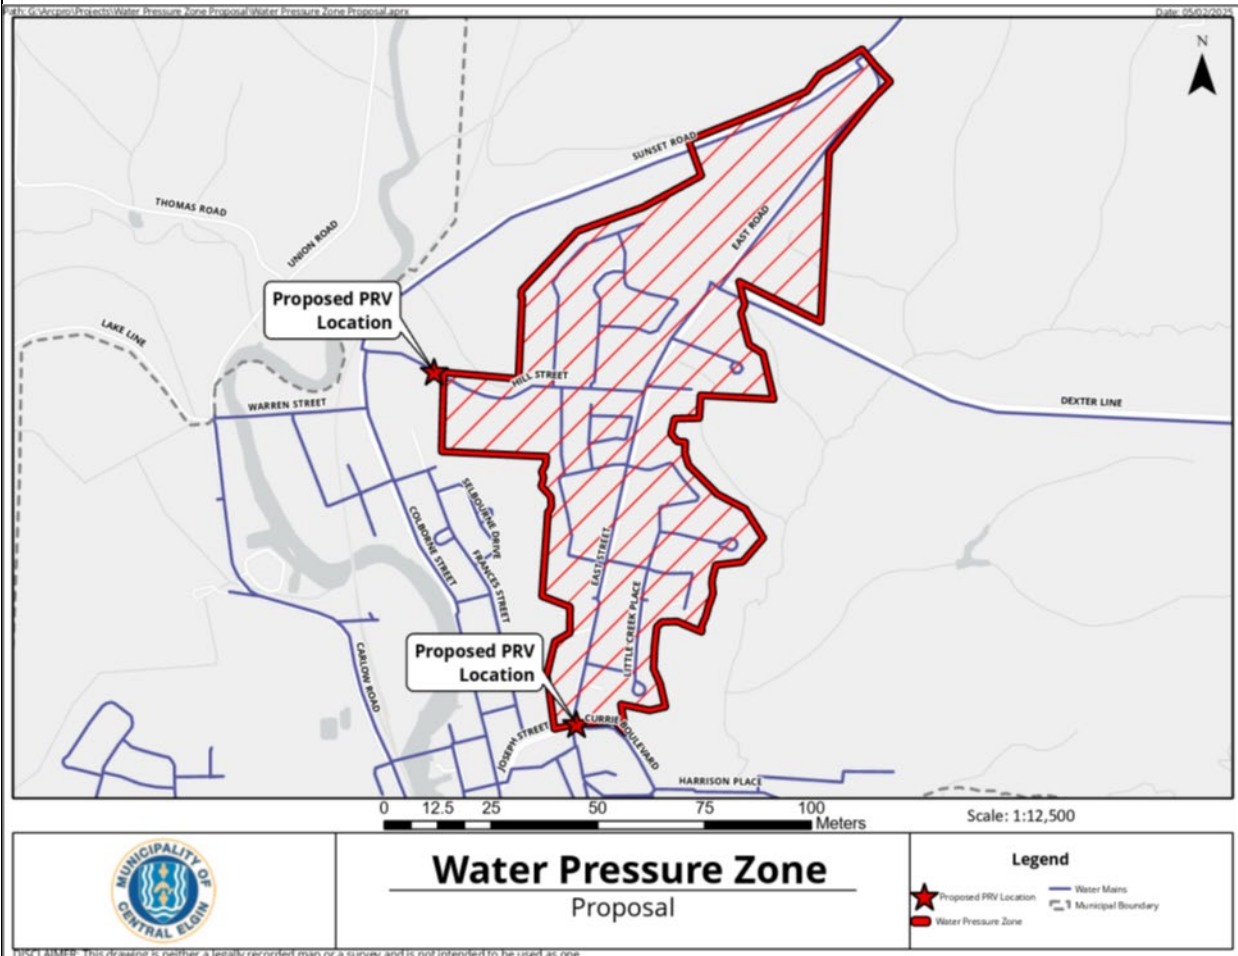 Path: G:\Arcpro\Projects\Water Pressure Zone Proposal\Water Pressure Zone Proposal.aprx
Date: 05/02/2025
N
SUNSET ROAD
THOMAS ROAD
UNION ROAD
EAST ROAD
Proposed PRV
Location
LAKE LINE
HILL STREET
WARREN STREET
DEXTER LINE
SELBOURNE DRIVE
COLBORNE STREET
FRANCES STREET
EAST STREET
LITTLE CREEK PLACE
CARLOW ROAD
Proposed PRV
Location
JOSEPH STREET
CURRIE BOULEVARD
HARRISON PLACE
0 12.5 25 50 75 100
Meters
Scale: 1:12,500
MUNICIPALITY OF
CENTRAL ELGIN
Water Pressure Zone
Proposal
Legend
Proposed PRV Location
Water Pressure Zone
Water Mains
Municipal Boundary
DISCLAIMER: This drawing is neither a legally recorded map or a survey and is not intended to be used as one.